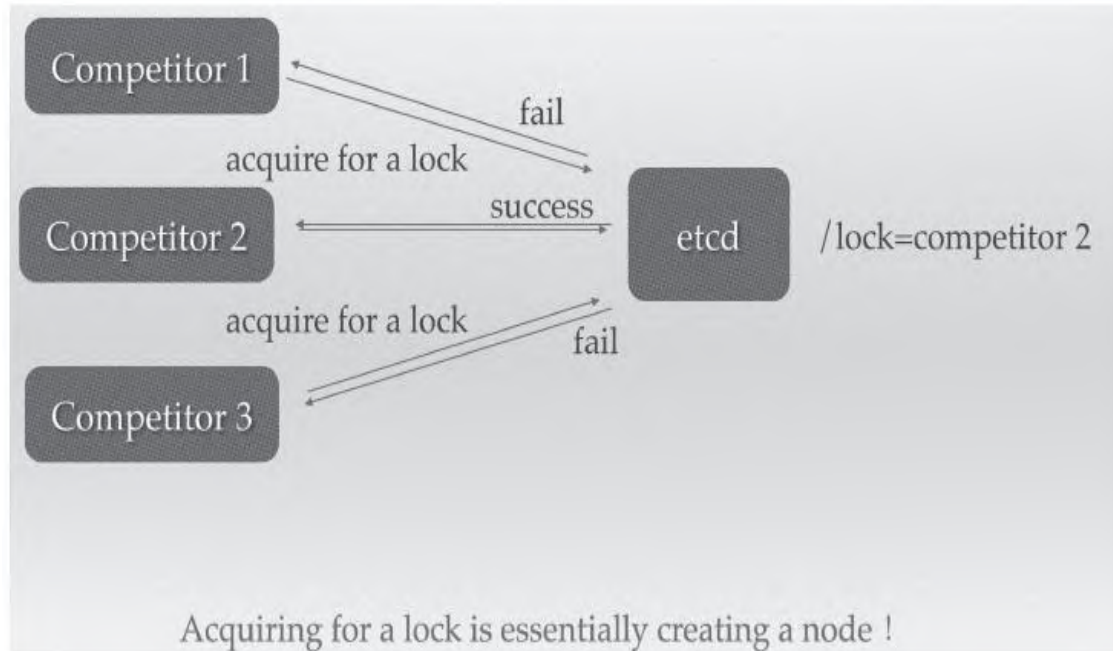 Competitor 1
fail
acquire for a lock
success
Competitor 2
etcd
/lock=competitor 2
acquire for a lock
fail
Competitor 3
Acquiring for a lock is essentially creating a node !